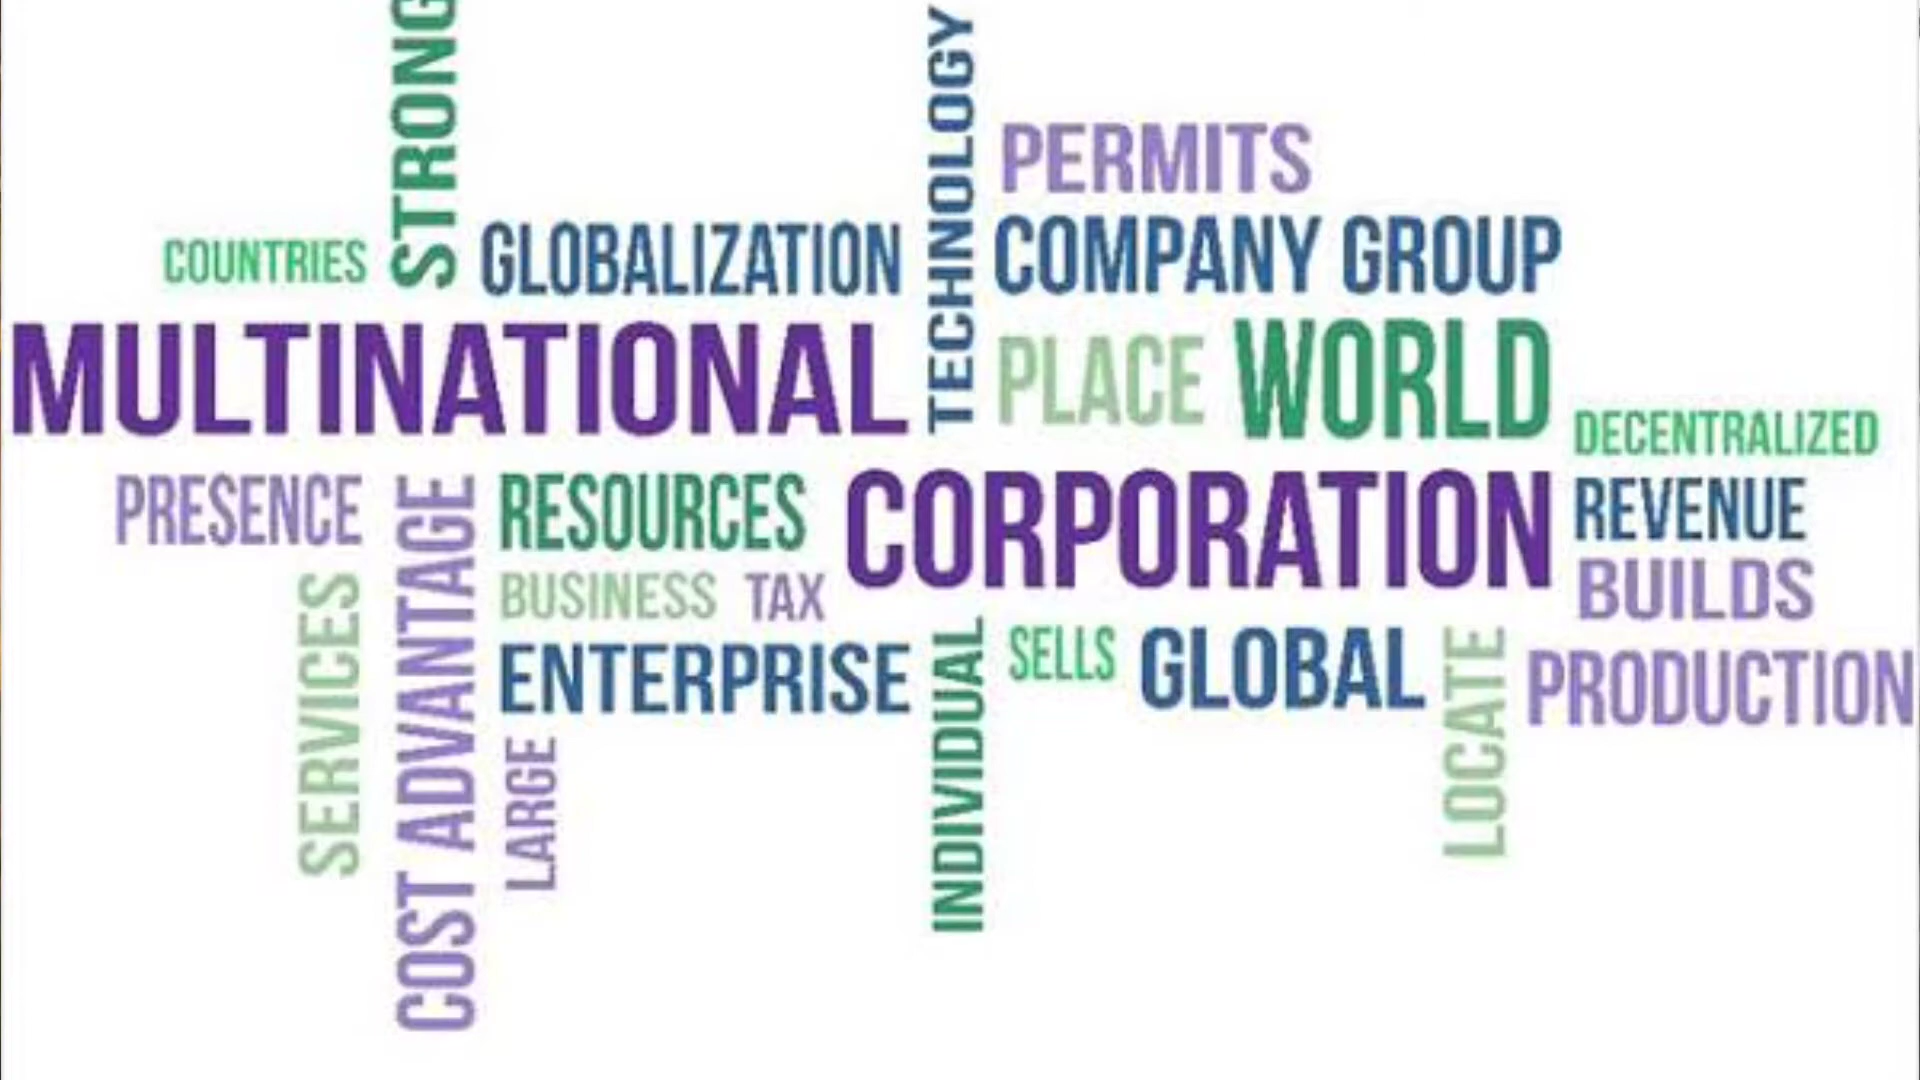 STRONG
TECHNOLOGY
PERMITS
COUNTRIES
GLOBALIZATION
COMPANY GROUP
MULTINATIONAL
PLACE
WORLD
DECENTRALIZED
PRESENCE
COST ADVANTAGE
RESOURCES
CORPORATION
REVENUE
SERVICES
BUSINESS
TAX
BUILDS
ENTERPRISE
INDIVIDUAL
SELLS
GLOBAL
LOCATE
PRODUCTION
LARGE